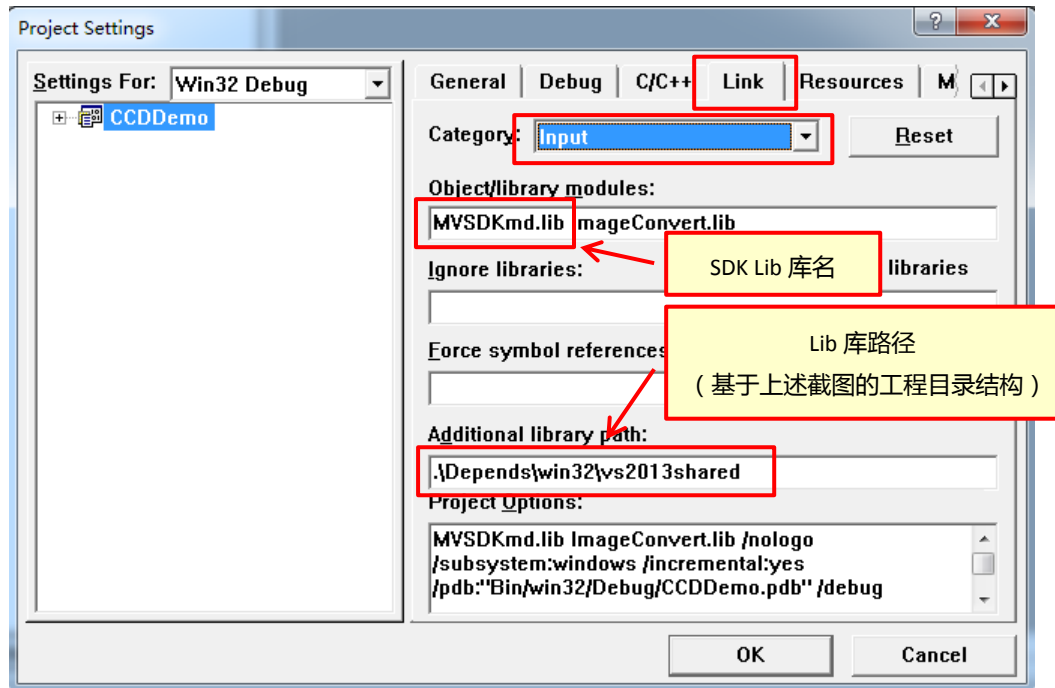 Project Settings
Settings For: Win32 Debug
CCDDemo
General Debug C/C++ Link Resources M
Category: Input Reset
Object/library modules:
MVSDKmd.lib mageConvert.lib
SDK Lib 库名
Ignore libraries: libraries
Lib 库路径
（基于上述截图的工程目录结构）
Force symbol references
Additional library path:
.\Depends\win32\vs2013shared
Project Options:
MVSDKmd.lib ImageConvert.lib /nologo
/subsystem:windows /incremental:yes
/pdb:"Bin/win32/Debug/CCDDemo.pdb" /debug
OK Cancel